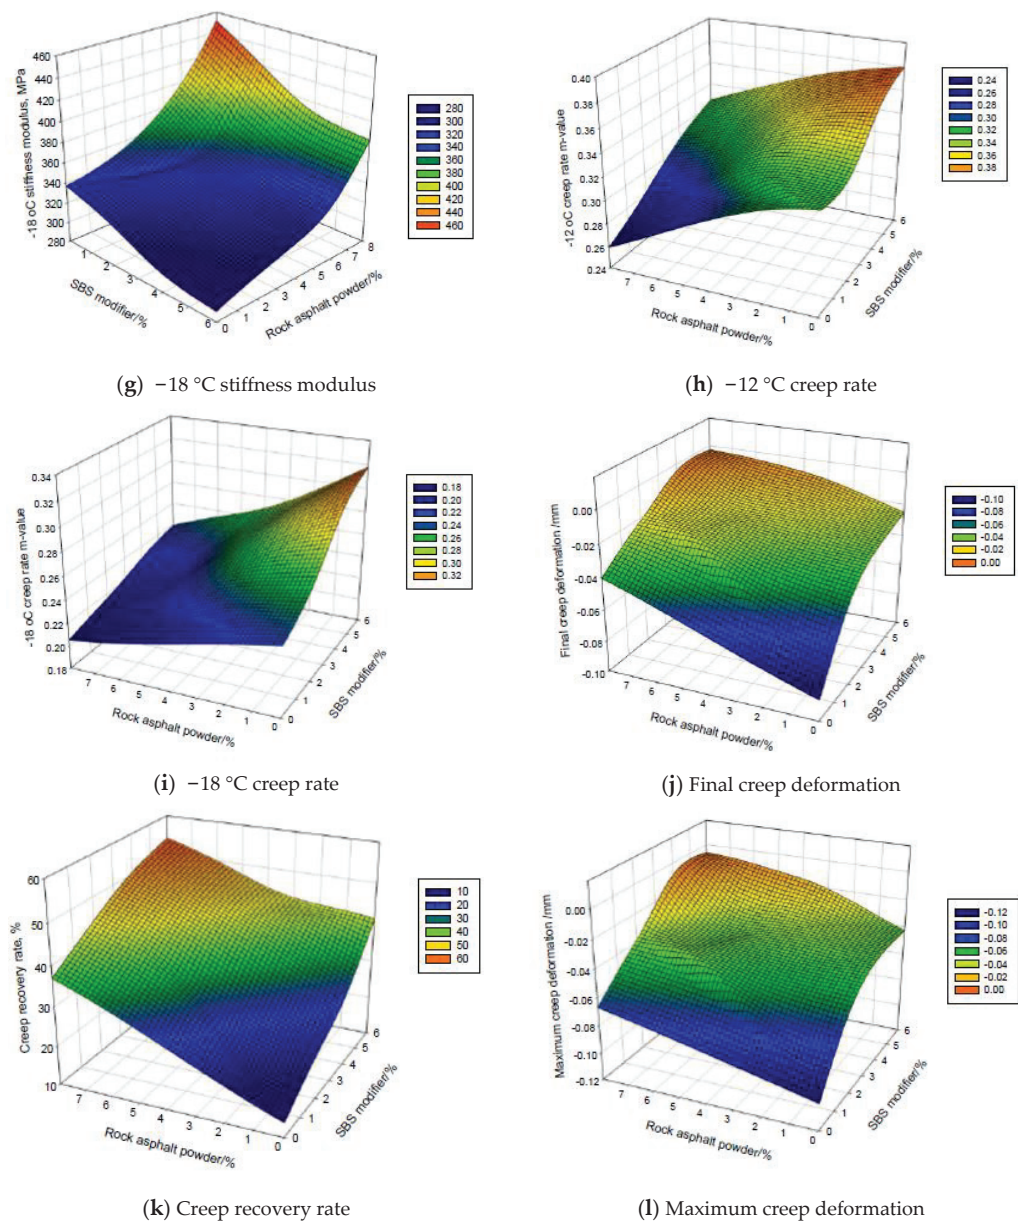 460
440
420
400
380
360
340
320
300
280
-18 oC stiffness modulus, MPa
1 2 3 4 5 6
SBS modifier/%
0 1 2 3 4 5 6 7 8
Rock asphalt powder/%
280
300
320
340
360
380
400
420
440
460
(g) −18 °C stiffness modulus
0.40
0.38
0.36
0.34
0.32
0.30
0.28
0.26
0.24
-12 oC creep rate m-value
7 6 5 4 3 2 1 0
Rock asphalt powder/%
0 1 2 3 4 5 6
SBS modifier/%
0.24
0.26
0.28
0.30
0.32
0.34
0.36
0.38
(h) −12 °C creep rate
0.34
0.30
0.28
0.26
0.24
0.22
0.20
0.18
-18 oC creep rate m-value
7 6 5 4 3 2 1 0
Rock asphalt powder/%
0 1 2 3 4 5 6
SBS modifier/%
0.18
0.20
0.22
0.24
0.26
0.28
0.30
0.32
(i) −18 °C creep rate
0.00
-0.02
-0.04
-0.06
-0.08
-0.10
Final creep deformation /mm
7 6 5 4 3 2 1 0
Rock asphalt powder/%
0 1 2 3 4 5 6
SBS modifier/%
-0.10
-0.08
-0.06
-0.04
-0.02
0.00
(j) Final creep deformation
60
50
40
30
20
10
Creep recovery rate, %
7 6 5 4 3 2 1 0
Rock asphalt powder/%
0 1 2 3 4 5 6
SBS modifier/%
10
20
30
40
50
60
(k) Creep recovery rate
0.00
-0.02
-0.04
-0.06
-0.08
-0.10
-0.12
Maximum creep deformation /mm
7 6 5 4 3 2 1 0
Rock asphalt powder/%
0 1 2 3 4 5 6
SBS modifier/%
-0.12
-0.10
-0.08
-0.06
-0.04
-0.02
0.00
(l) Maximum creep deformation